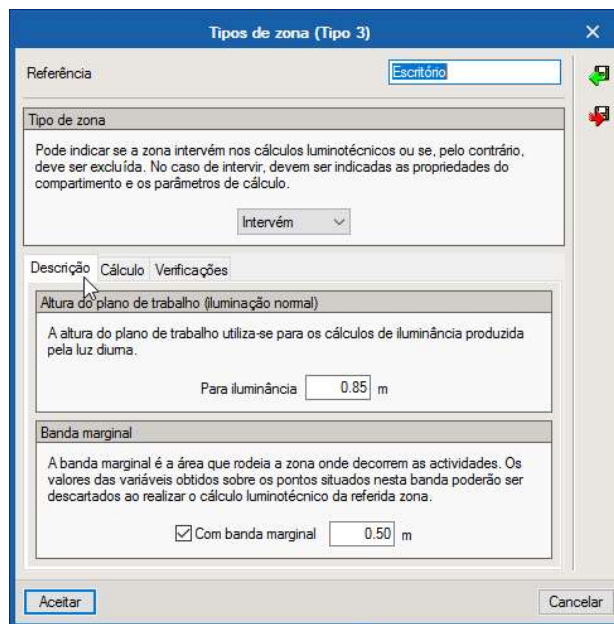 Tipos de zona (Tipo 3)
Referência
Escritório
Tipo de zona
Pode indicar se a zona intervém nos cálculos luminotécnicos ou se, pelo contrário,
deve ser excluída. No caso de intervir, devem ser indicadas as propriedades do
compartimento e os parâmetros de cálculo.
Intervém
Descrição Cálculo Verificações
Altura do plano de trabalho (iluminação normal)
A altura do plano de trabalho utiliza-se para os cálculos de iluminância produzida
pela luz diurna.
Para iluminância 0.85 m
Banda marginal
A banda marginal é a área que rodeia a zona onde decorrem as actividades. Os
valores das variáveis obtidos sobre os pontos situados nesta banda poderão ser
descartados ao realizar o cálculo luminotécnico da referida zona.
Com banda marginal 0.50 m
Aceitar
Cancelar